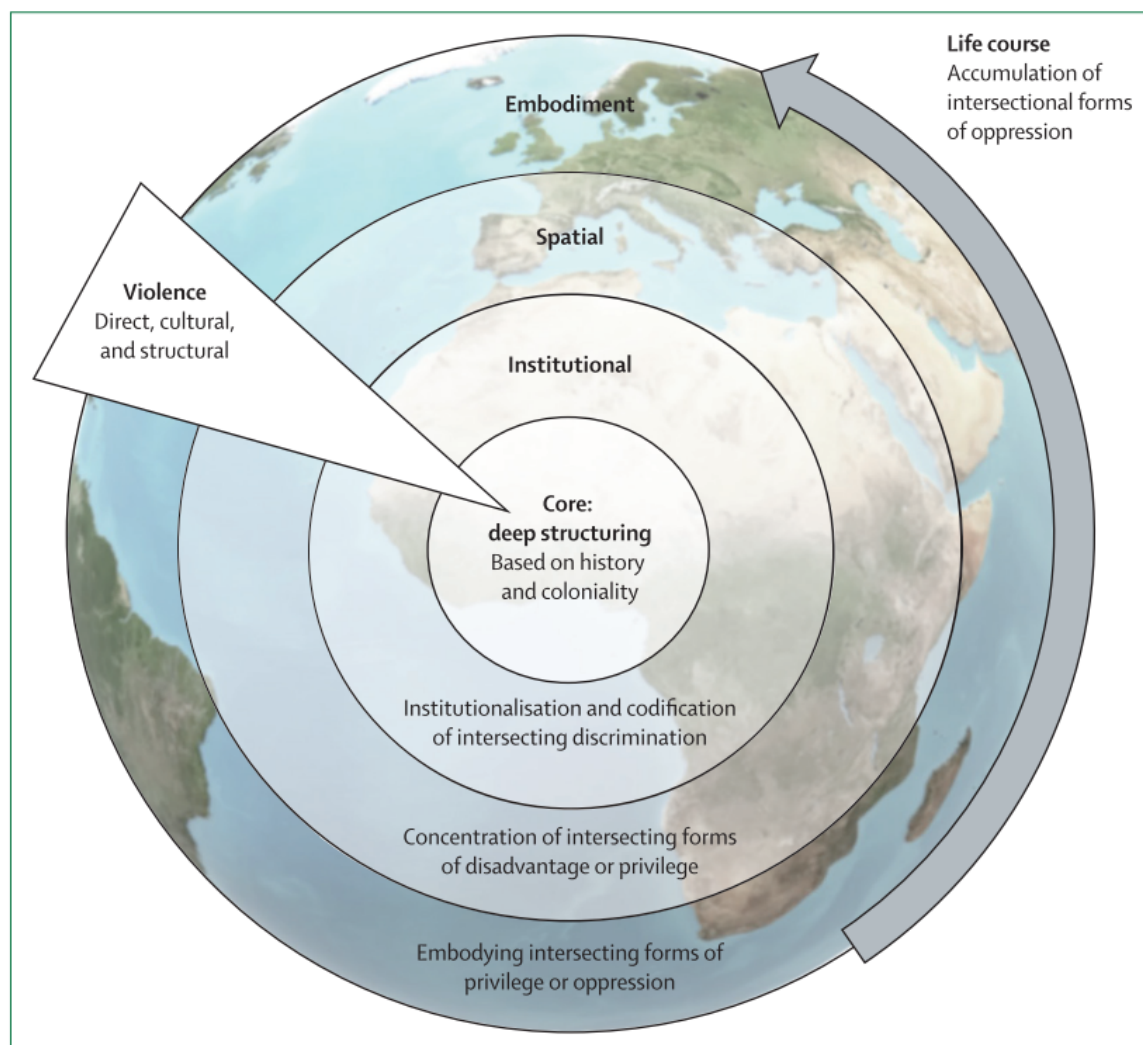 Life course
Accumulation of
intersectional forms
of oppression
Embodiment
Spatial
Violence
Direct, cultural,
and structural
Institutional
Core:
deep structuring
Based on history
and coloniality
Institutionalisation and codification
of intersecting discrimination
Concentration of intersecting forms
of disadvantage or privilege
Embodying intersecting forms of
privilege or oppression